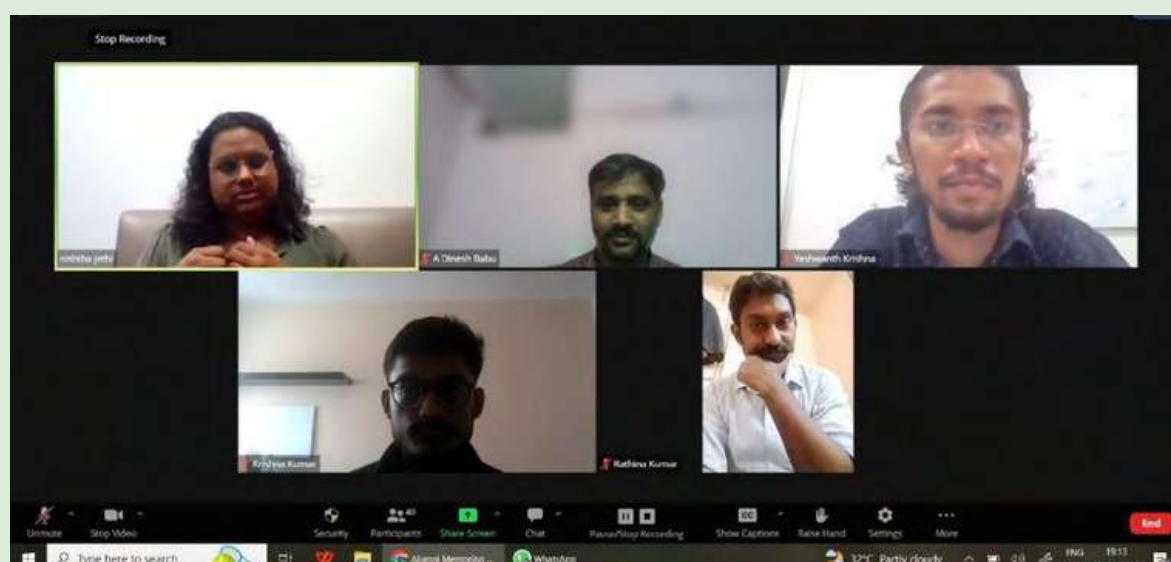 Stop Recording
A Dinesh Babu
Yeshwanth Krishna
Krishna Kumar
Rathina Kumar
Unmute
Stop Video
Security
Participants
40
Share Screen
Chat
Pause/Stop Recording
CC
Show Captions
Raise Hand
Settings
More
End
Type here to search
WhatsApp
32°C Partly cloudy
ENG
19:13